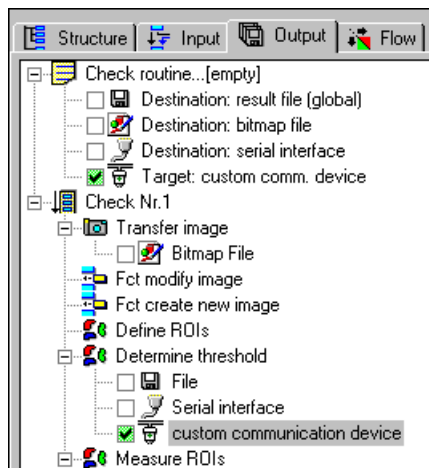 Structure Input Output Flow
Check routine...[empty]
Destination: result file (global)
Destination: bitmap file
Destination: serial interface
Target: custom comm. device
Check Nr.1
Transfer image
Bitmap File
Fct modify image
Fct create new image
Define ROIs
Determine threshold
File
Serial interface
custom communication device
Measure ROIs